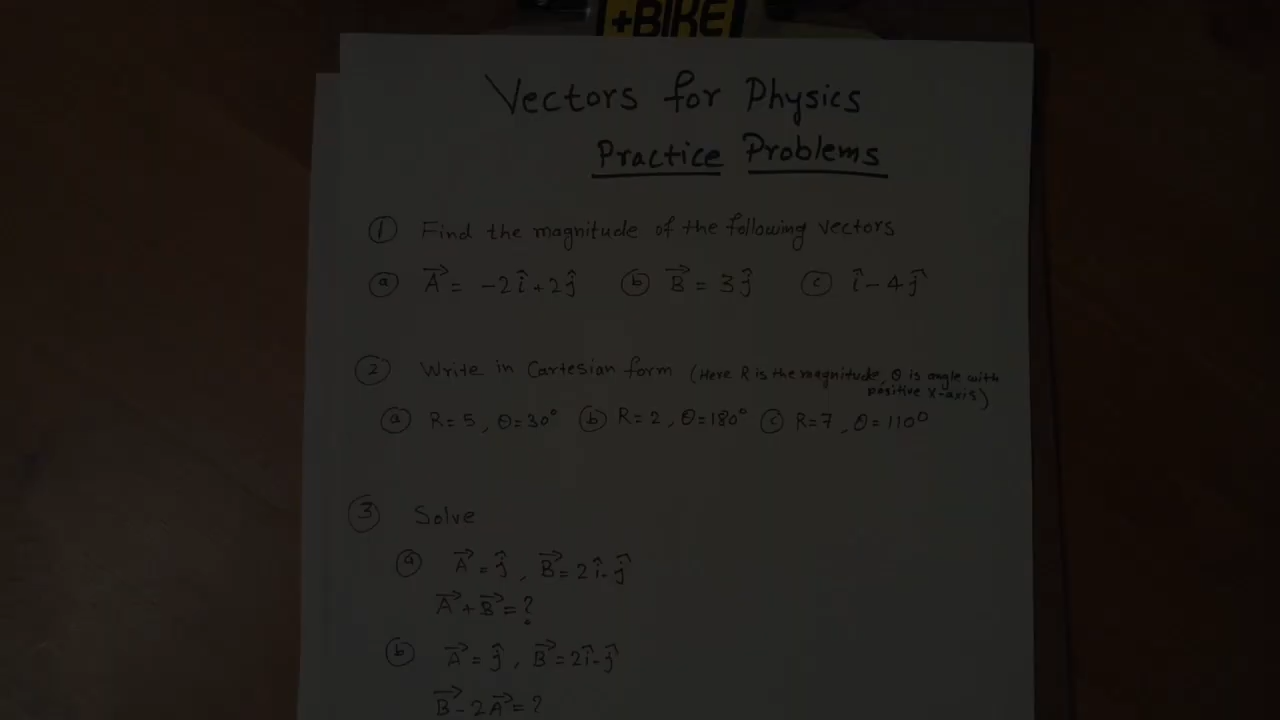 +BIKE
Vectors for Physics
Practice Problems
① Find the magnitude of the following vectors
ⓐ A⃗ = -2î+2ĵ ⓑ B⃗ = 3ĵ ⓒ î-4ĵ
② Write in Cartesian form (Here R is the magnitude, θ is angle with
positive X-axis)
ⓐ R=5, θ=30° ⓑ R=2, θ=180° ⓒ R=7, θ=110°
③ Solve
ⓐ A⃗ = ĵ, B⃗ = 2î-ĵ
A⃗ + B⃗ = ?
ⓑ A⃗ = ĵ, B⃗ = 2î-ĵ
B⃗ - 2A⃗ = ?